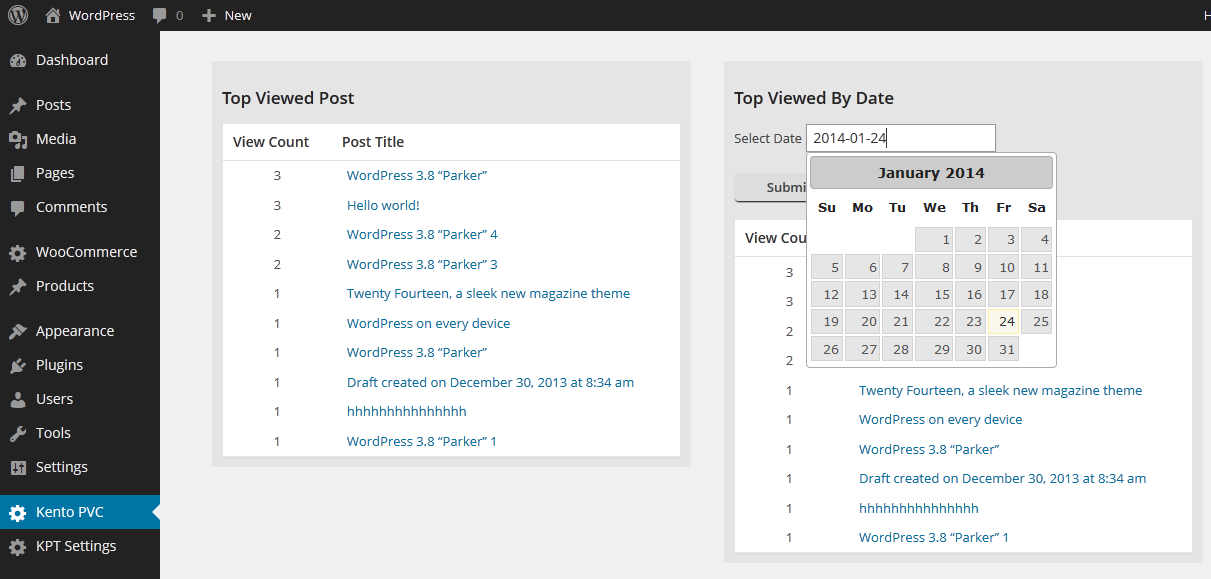 WordPress 0 New H
Dashboard
Posts
Media
Pages
Comments
WooCommerce
Products
Appearance
Plugins
Users
Tools
Settings
Kento PVC
KPT Settings
Top Viewed Post
View Count Post Title
3 WordPress 3.8 “Parker”
3 Hello world!
2 WordPress 3.8 “Parker” 4
2 WordPress 3.8 “Parker” 3
1 Twenty Fourteen, a sleek new magazine theme
1 WordPress on every device
1 WordPress 3.8 “Parker”
1 Draft created on December 30, 2013 at 8:34 am
1 hhhhhhhhhhhhhhh
1 WordPress 3.8 “Parker” 1
Top Viewed By Date
Select Date 2014-01-24
Submi
January 2014
Su Mo Tu We Th Fr Sa
1 2 3 4
5 6 7 8 9 10 11
12 13 14 15 16 17 18
19 20 21 22 23 24 25
26 27 28 29 30 31
View Cou
3
3
2
2
1 Twenty Fourteen, a sleek new magazine theme
1 WordPress on every device
1 WordPress 3.8 “Parker”
1 Draft created on December 30, 2013 at 8:34 am
1 hhhhhhhhhhhhhhh
1 WordPress 3.8 “Parker” 1